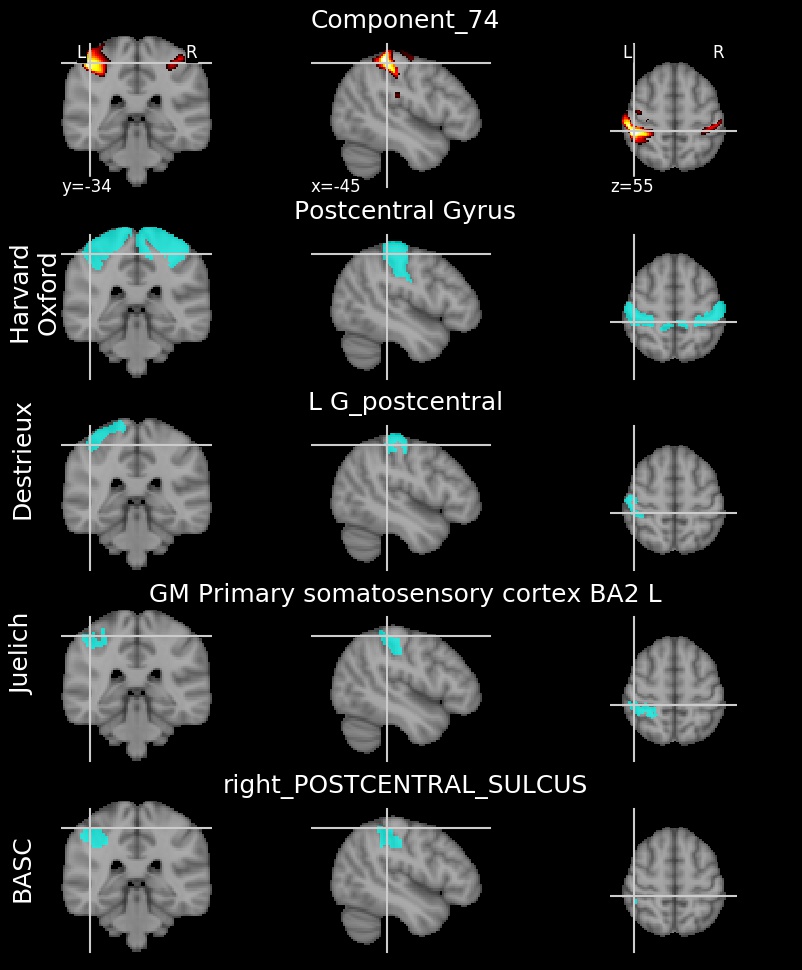 Component_74
L R
L R
y=-34 x=-45 z=55
Postcentral Gyrus
Harvard
Oxford
L G_postcentral
Destrieux
GM Primary somatosensory cortex BA2 L
Juelich
right_POSTCENTRAL_SULCUS
BASC